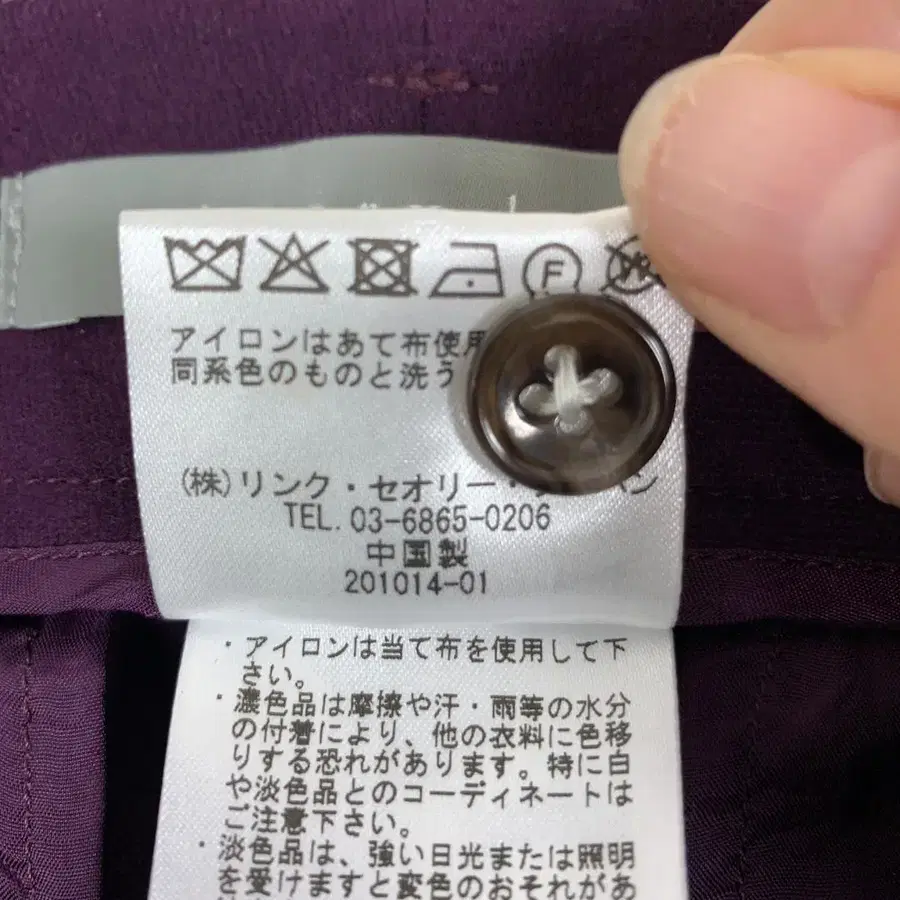 F
W
アイロンはあて布使用
同系色のものと洗う
(株)リンク・セオリー・
TEL. 03-6865-0206
中国製
201014-01
・アイロンは当て布を使用して下
さい。
・濃色品は摩擦や汗・雨等の水分
の付着により、他の衣料に色移
りする恐れがあります。特に白
や淡色品とのコーディネートは
ご注意下さい。
・淡色品は、強い日光または照明
を受けますと変色のおそれがあ